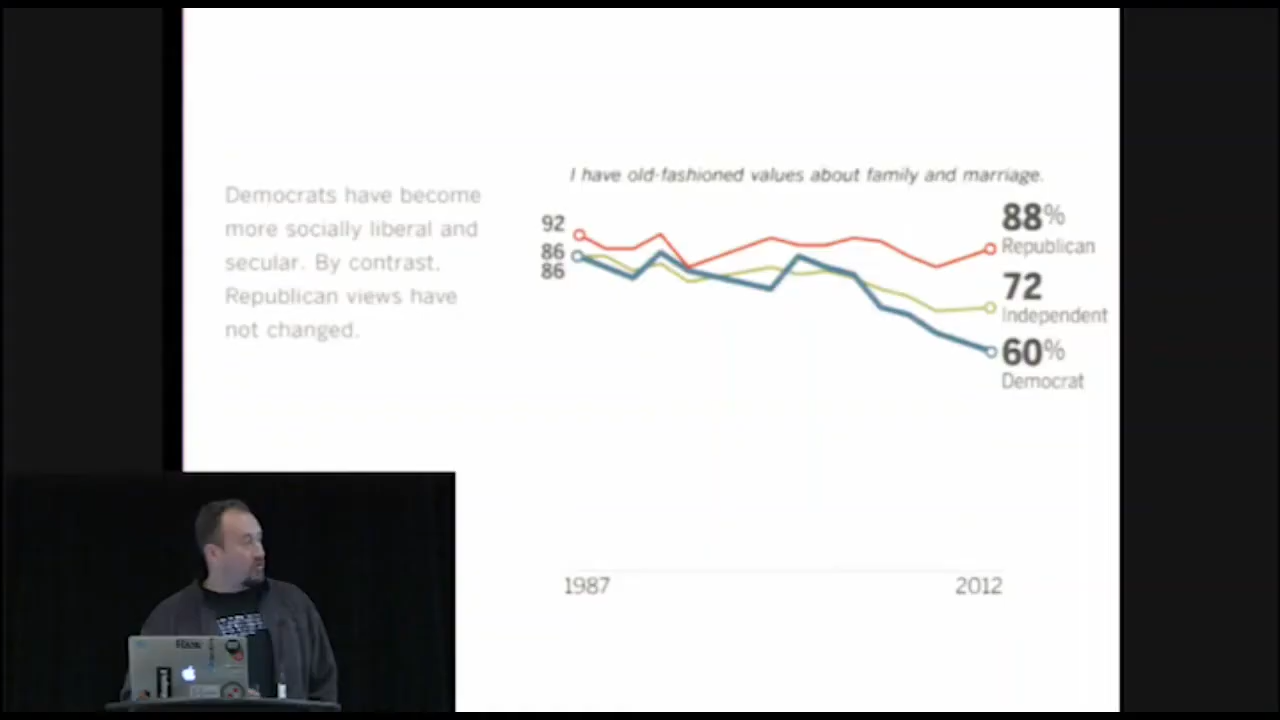 Democrats have become
more socially liberal and
secular. By contrast,
Republican views have
not changed.
I have old-fashioned values about family and marriage.
92
86
86
88%
Republican
72
Independent
60%
Democrat
1987
2012